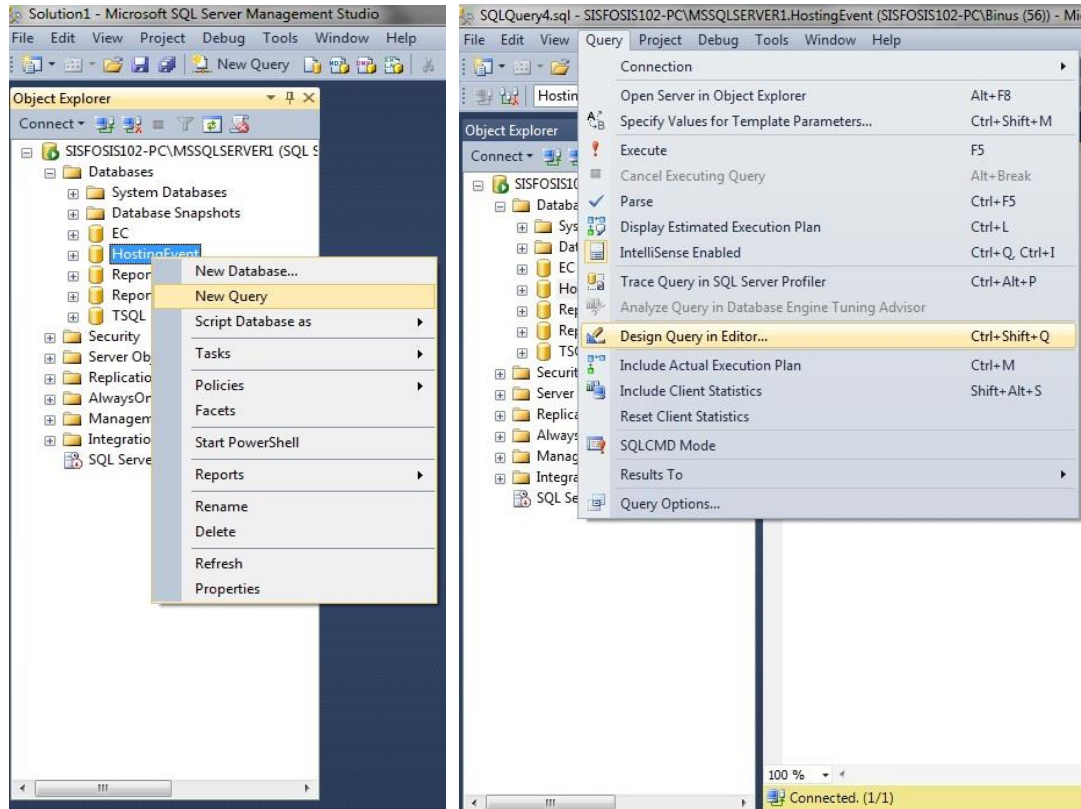 Solution1 - Microsoft SQL Server Management Studio
File Edit View Project Debug Tools Window Help
New Query
Object Explorer
Connect
SISFOSIS102-PC\MSSQLSERVER1 (SQL S
Databases
System Databases
Database Snapshots
EC
HostingEvent
Repor
Repor
TSQL
Security
Server Ob
Replicatio
AlwaysOn
Managem
Integratio
SQL Serve
New Database...
New Query
Script Database as
Tasks
Policies
Facets
Start PowerShell
Reports
Rename
Delete
Refresh
Properties
SQLQuery4.sql - SISFOSIS102-PC\MSSQLSERVER1.HostingEvent (SISFOSIS102-PC\Binus (56)) - Mi
File Edit View Query Project Debug Tools Window Help
Hostin
Object Explorer
Connect
SISFOSIS10
Databa
Sys
Dat
EC
Ho
Rep
Rep
TSQ
Securit
Server
Replica
Always
Manag
Integra
SQL Se
Connection
Open Server in Object Explorer Alt+F8
Specify Values for Template Parameters... Ctrl+Shift+M
Execute F5
Cancel Executing Query Alt+Break
Parse Ctrl+F5
Display Estimated Execution Plan Ctrl+L
IntelliSense Enabled Ctrl+Q, Ctrl+I
Trace Query in SQL Server Profiler Ctrl+Alt+P
Analyze Query in Database Engine Tuning Advisor
Design Query in Editor... Ctrl+Shift+Q
Include Actual Execution Plan Ctrl+M
Include Client Statistics Shift+Alt+S
Reset Client Statistics
SQLCMD Mode
Results To
Query Options...
100 %
Connected. (1/1)